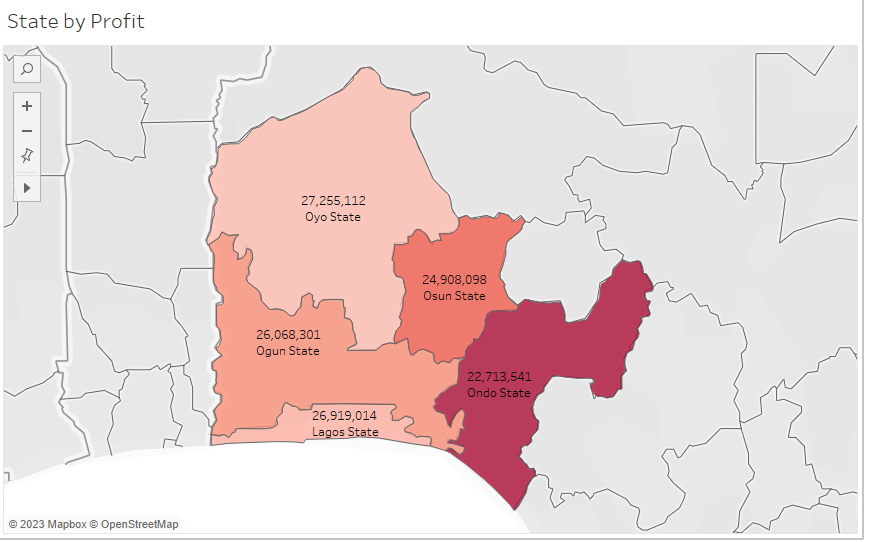 State by Profit
27,255,112
Oyo State
24,908,098
Osun State
26,068,301
Ogun State
22,713,541
Ondo State
26,919,014
Lagos State
© 2023 Mapbox © OpenStreetMap